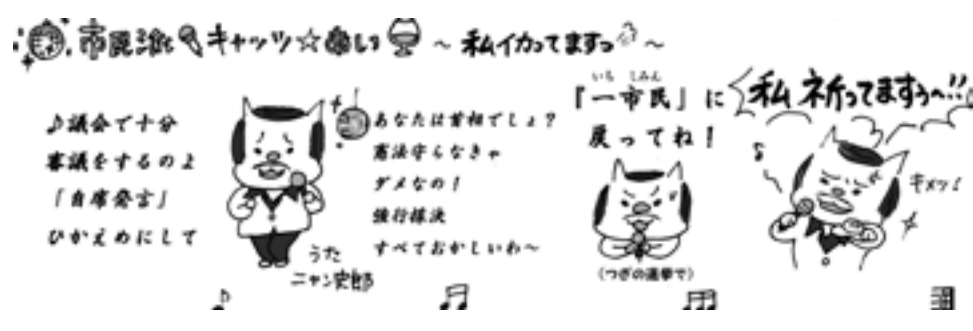 市民派キャッツ☆愛し ～ 私イカってますっ ～
♪議会で十分
審議をするのよ
「自席発言」
ひかえめにして
うた
ニャン安郎
あなたは首相でしょ？
憲法守らなきゃ
ダメなの！
強行採決
すべておかしいわ～
いち しみん
『一市民」に
戻ってね！
（つぎの選挙で）
私祈ってますぅ～!!
キメッ！